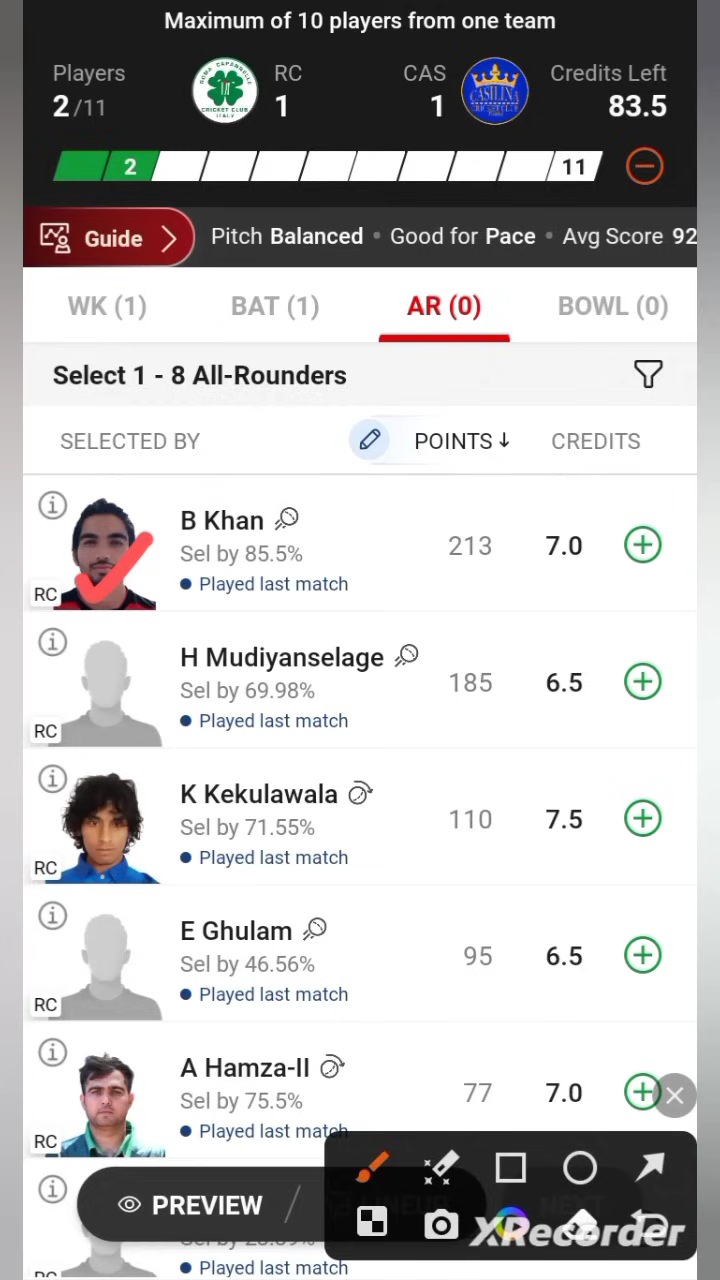 Maximum of 10 players from one team
Players RC CAS Credits Left
2/11 1 1 83.5
2 11
Guide Pitch Balanced • Good for Pace • Avg Score 92
WK (1) BAT (1) AR (0) BOWL (0)
Select 1 - 8 All-Rounders
SELECTED BY POINTS↓ CREDITS
B Khan
Sel by 85.5% 213 7.0
RC • Played last match
H Mudiyanselage
Sel by 69.98% 185 6.5
RC • Played last match
K Kekulawala
Sel by 71.55% 110 7.5
RC • Played last match
E Ghulam
Sel by 46.56% 95 6.5
RC • Played last match
A Hamza-II
Sel by 75.5% 77 7.0
RC • Played last match
PREVIEW
XRecorder
• Played last match